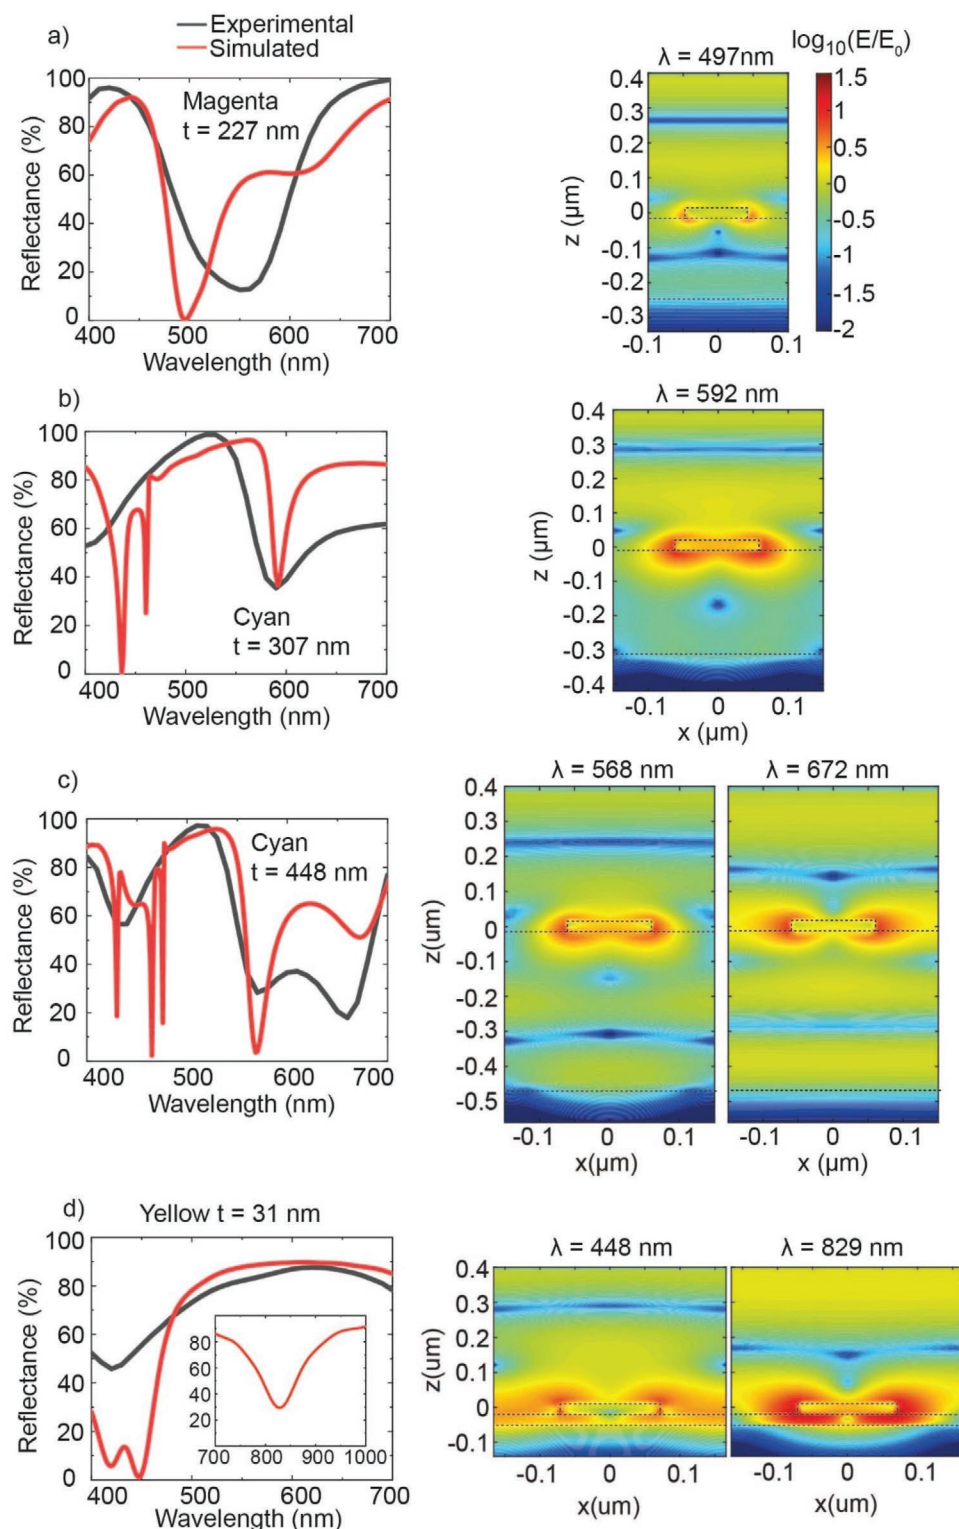 a)
Experimental
Simulated
Reflectance (%)
100
80
60
40
20
0
Magenta
t = 227 nm
400 500 600 700
Wavelength (nm)
λ = 497nm
z (µm)
0.4
0.3
0.2
0.1
0
-0.1
-0.2
-0.3
-0.1 0 0.1
log10(E/E0)
1.5
1
0.5
0
-0.5
-1
-1.5
-2
b)
Reflectance (%)
100
80
60
40
20
0
Cyan
t = 307 nm
400 500 600 700
Wavelength (nm)
λ = 592 nm
z (µm)
0.4
0.3
0.2
0.1
0
-0.1
-0.2
-0.3
-0.4
-0.1 0 0.1
x (µm)
c)
Reflectance (%)
100
80
60
40
20
0
Cyan
t = 448 nm
400 500 600 700
Wavelength (nm)
λ = 568 nm
λ = 672 nm
z(um)
0.4
0.3
0.2
0.1
0
-0.1
-0.2
-0.3
-0.4
-0.5
-0.1 0 0.1
x(µm)
-0.1 0 0.1
x (µm)
d)
Yellow t = 31 nm
Reflectance (%)
100
80
60
40
20
0
80
60
40
20
700 800 900 1000
400 500 600 700
Wavelength (nm)
λ = 448 nm
λ = 829 nm
z(um)
0.4
0.3
0.2
0.1
0
-0.1
-0.1 0 0.1
x(um)
-0.1 0 0.1
x(um)